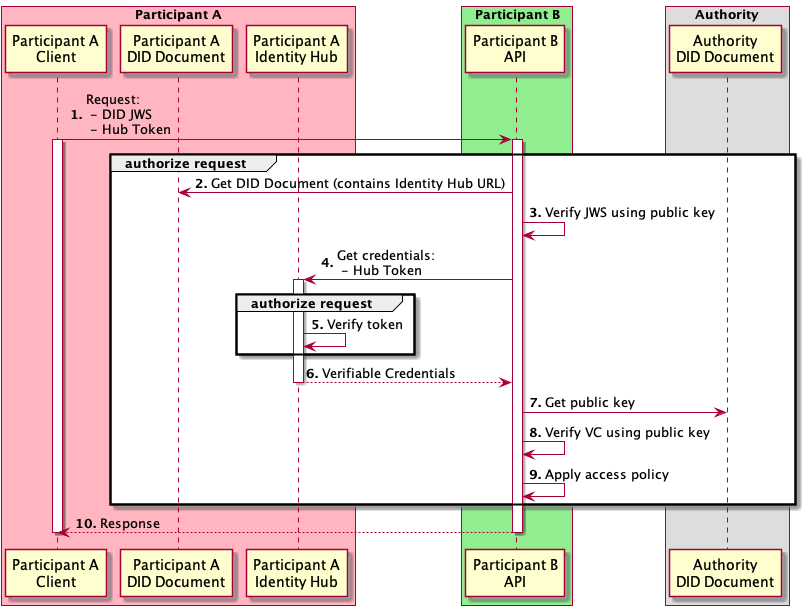 Participant A
Participant B
Authority
Participant A
Client
Participant A
DID Document
Participant A
Identity Hub
Participant B
API
Authority
DID Document
Request:
1. - DID JWS
- Hub Token
authorize request
2. Get DID Document (contains Identity Hub URL)
3. Verify JWS using public key
Get credentials:
4. - Hub Token
authorize request
5. Verify token
6. Verifiable Credentials
7. Get public key
8. Verify VC using public key
9. Apply access policy
10. Response
Participant A
Client
Participant A
DID Document
Participant A
Identity Hub
Participant B
API
Authority
DID Document